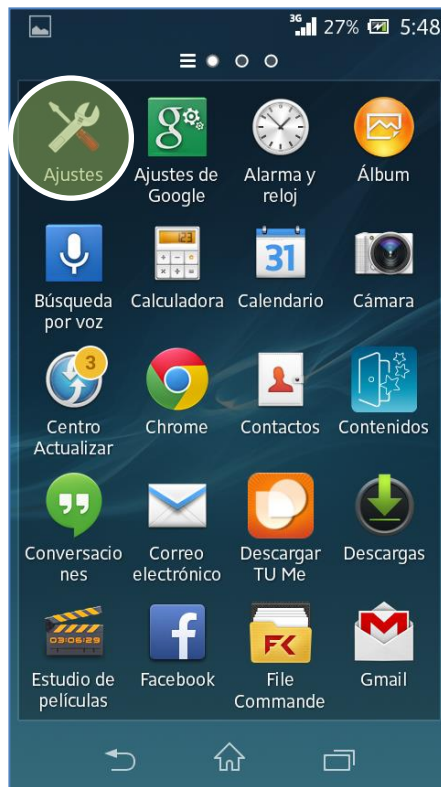 3G 27% 5:48
Ajustes
Ajustes de
Google
Alarma y
reloj
Álbum
Búsqueda
por voz
Calculadora
Calendario
31
Cámara
3
Centro
Actualizar
Chrome
Contactos
Contenidos
Conversacio
nes
Correo
electrónico
Descargar
TU Me
Descargas
03:06:29
Estudio de
películas
Facebook
File
Commande
Gmail